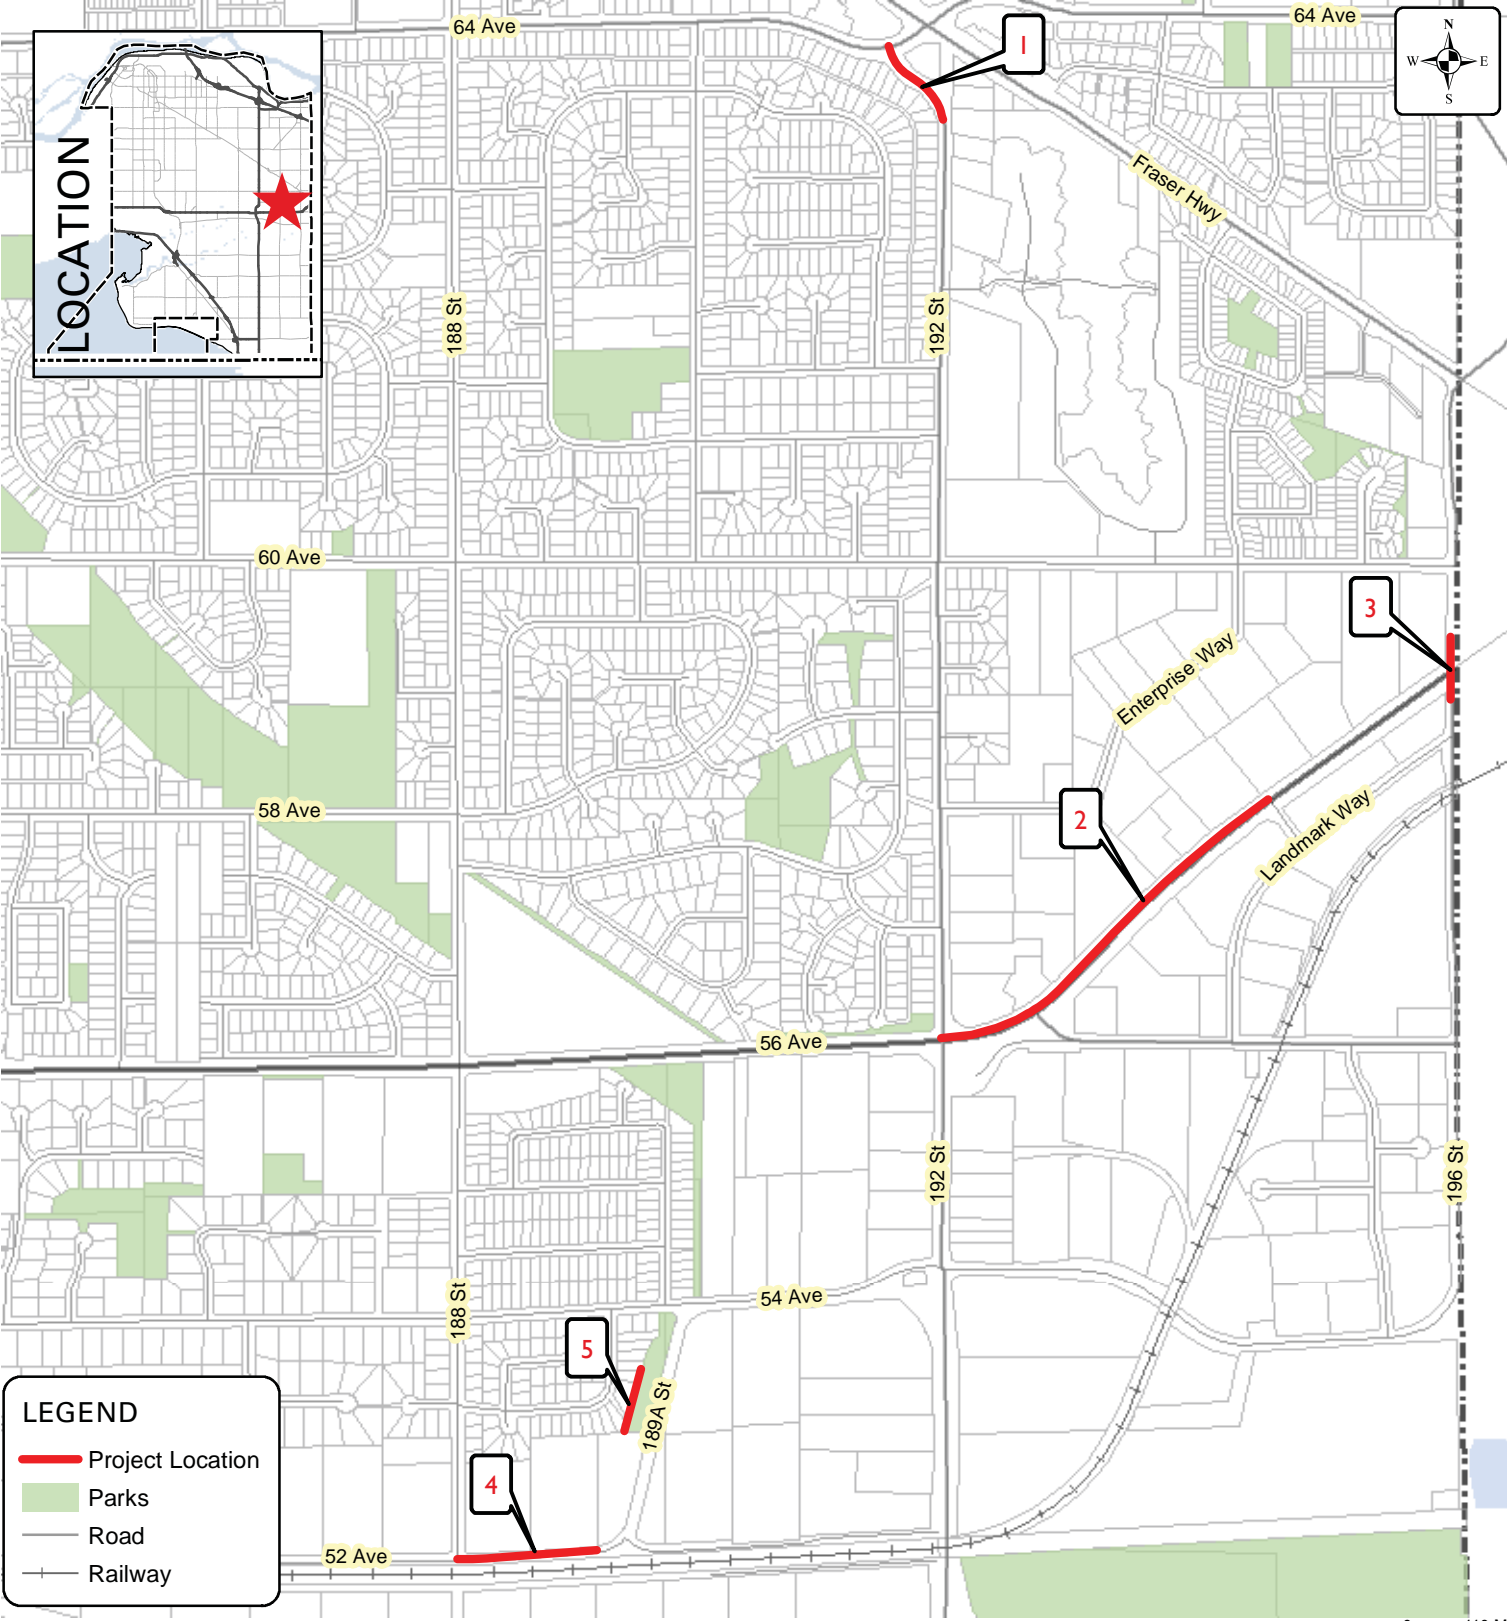 64 Ave
64 Ave
N
W E
S
1
LOCATION
Fraser Hwy
188 St
192 St
60 Ave
3
Enterprise Way
58 Ave
2
Landmark Way
56 Ave
192 St
196 St
188 St
54 Ave
5
189A St
LEGEND
Project Location
Parks
Road
Railway
4
52 Ave